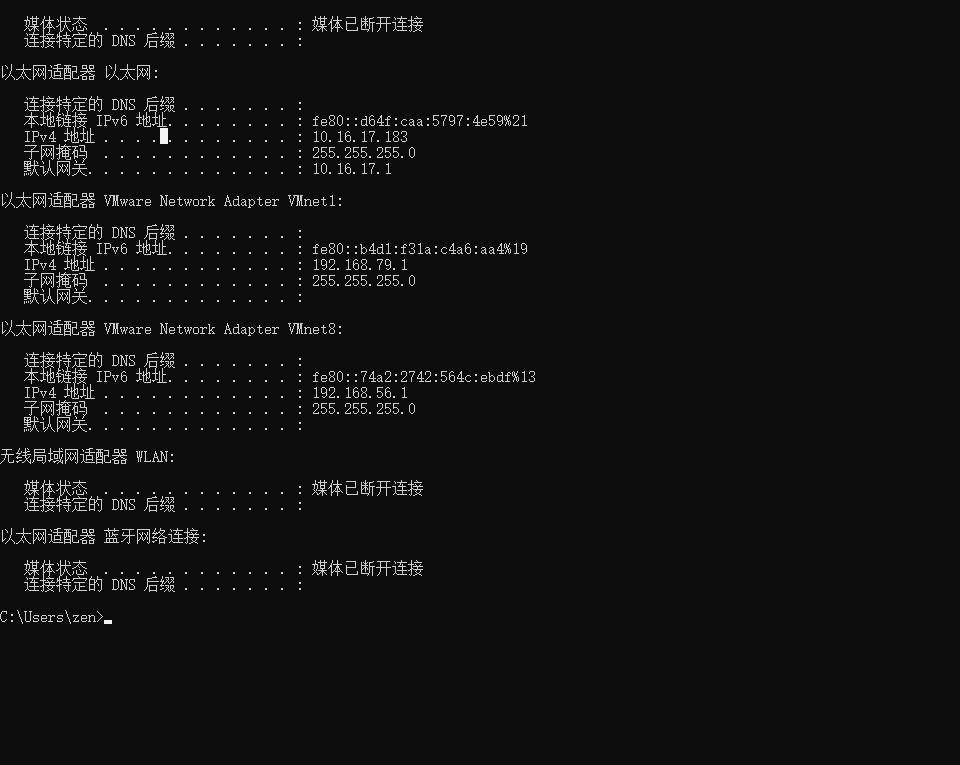 媒体状态 . . . . . . . . . . . . : 媒体已断开连接
连接特定的 DNS 后缀 . . . . . . . :
以太网适配器 以太网:
连接特定的 DNS 后缀 . . . . . . . :
本地链接 IPv6 地址. . . . . . . . : fe80::d64f:caa:5797:4e59%21
IPv4 地址 . . . . . . . . . . . . : 10.16.17.183
子网掩码 . . . . . . . . . . . . : 255.255.255.0
默认网关. . . . . . . . . . . . . : 10.16.17.1
以太网适配器 VMware Network Adapter VMnet1:
连接特定的 DNS 后缀 . . . . . . . :
本地链接 IPv6 地址. . . . . . . . : fe80::b4d1:f31a:c4a6:aa4%19
IPv4 地址 . . . . . . . . . . . . : 192.168.79.1
子网掩码 . . . . . . . . . . . . : 255.255.255.0
默认网关. . . . . . . . . . . . . :
以太网适配器 VMware Network Adapter VMnet8:
连接特定的 DNS 后缀 . . . . . . . :
本地链接 IPv6 地址. . . . . . . . : fe80::74a2:2742:564c:ebdf%13
IPv4 地址 . . . . . . . . . . . . : 192.168.56.1
子网掩码 . . . . . . . . . . . . : 255.255.255.0
默认网关. . . . . . . . . . . . . :
无线局域网适配器 WLAN:
媒体状态 . . . . . . . . . . . . : 媒体已断开连接
连接特定的 DNS 后缀 . . . . . . . :
以太网适配器 蓝牙网络连接:
媒体状态 . . . . . . . . . . . . : 媒体已断开连接
连接特定的 DNS 后缀 . . . . . . . :
C:\Users\zen>